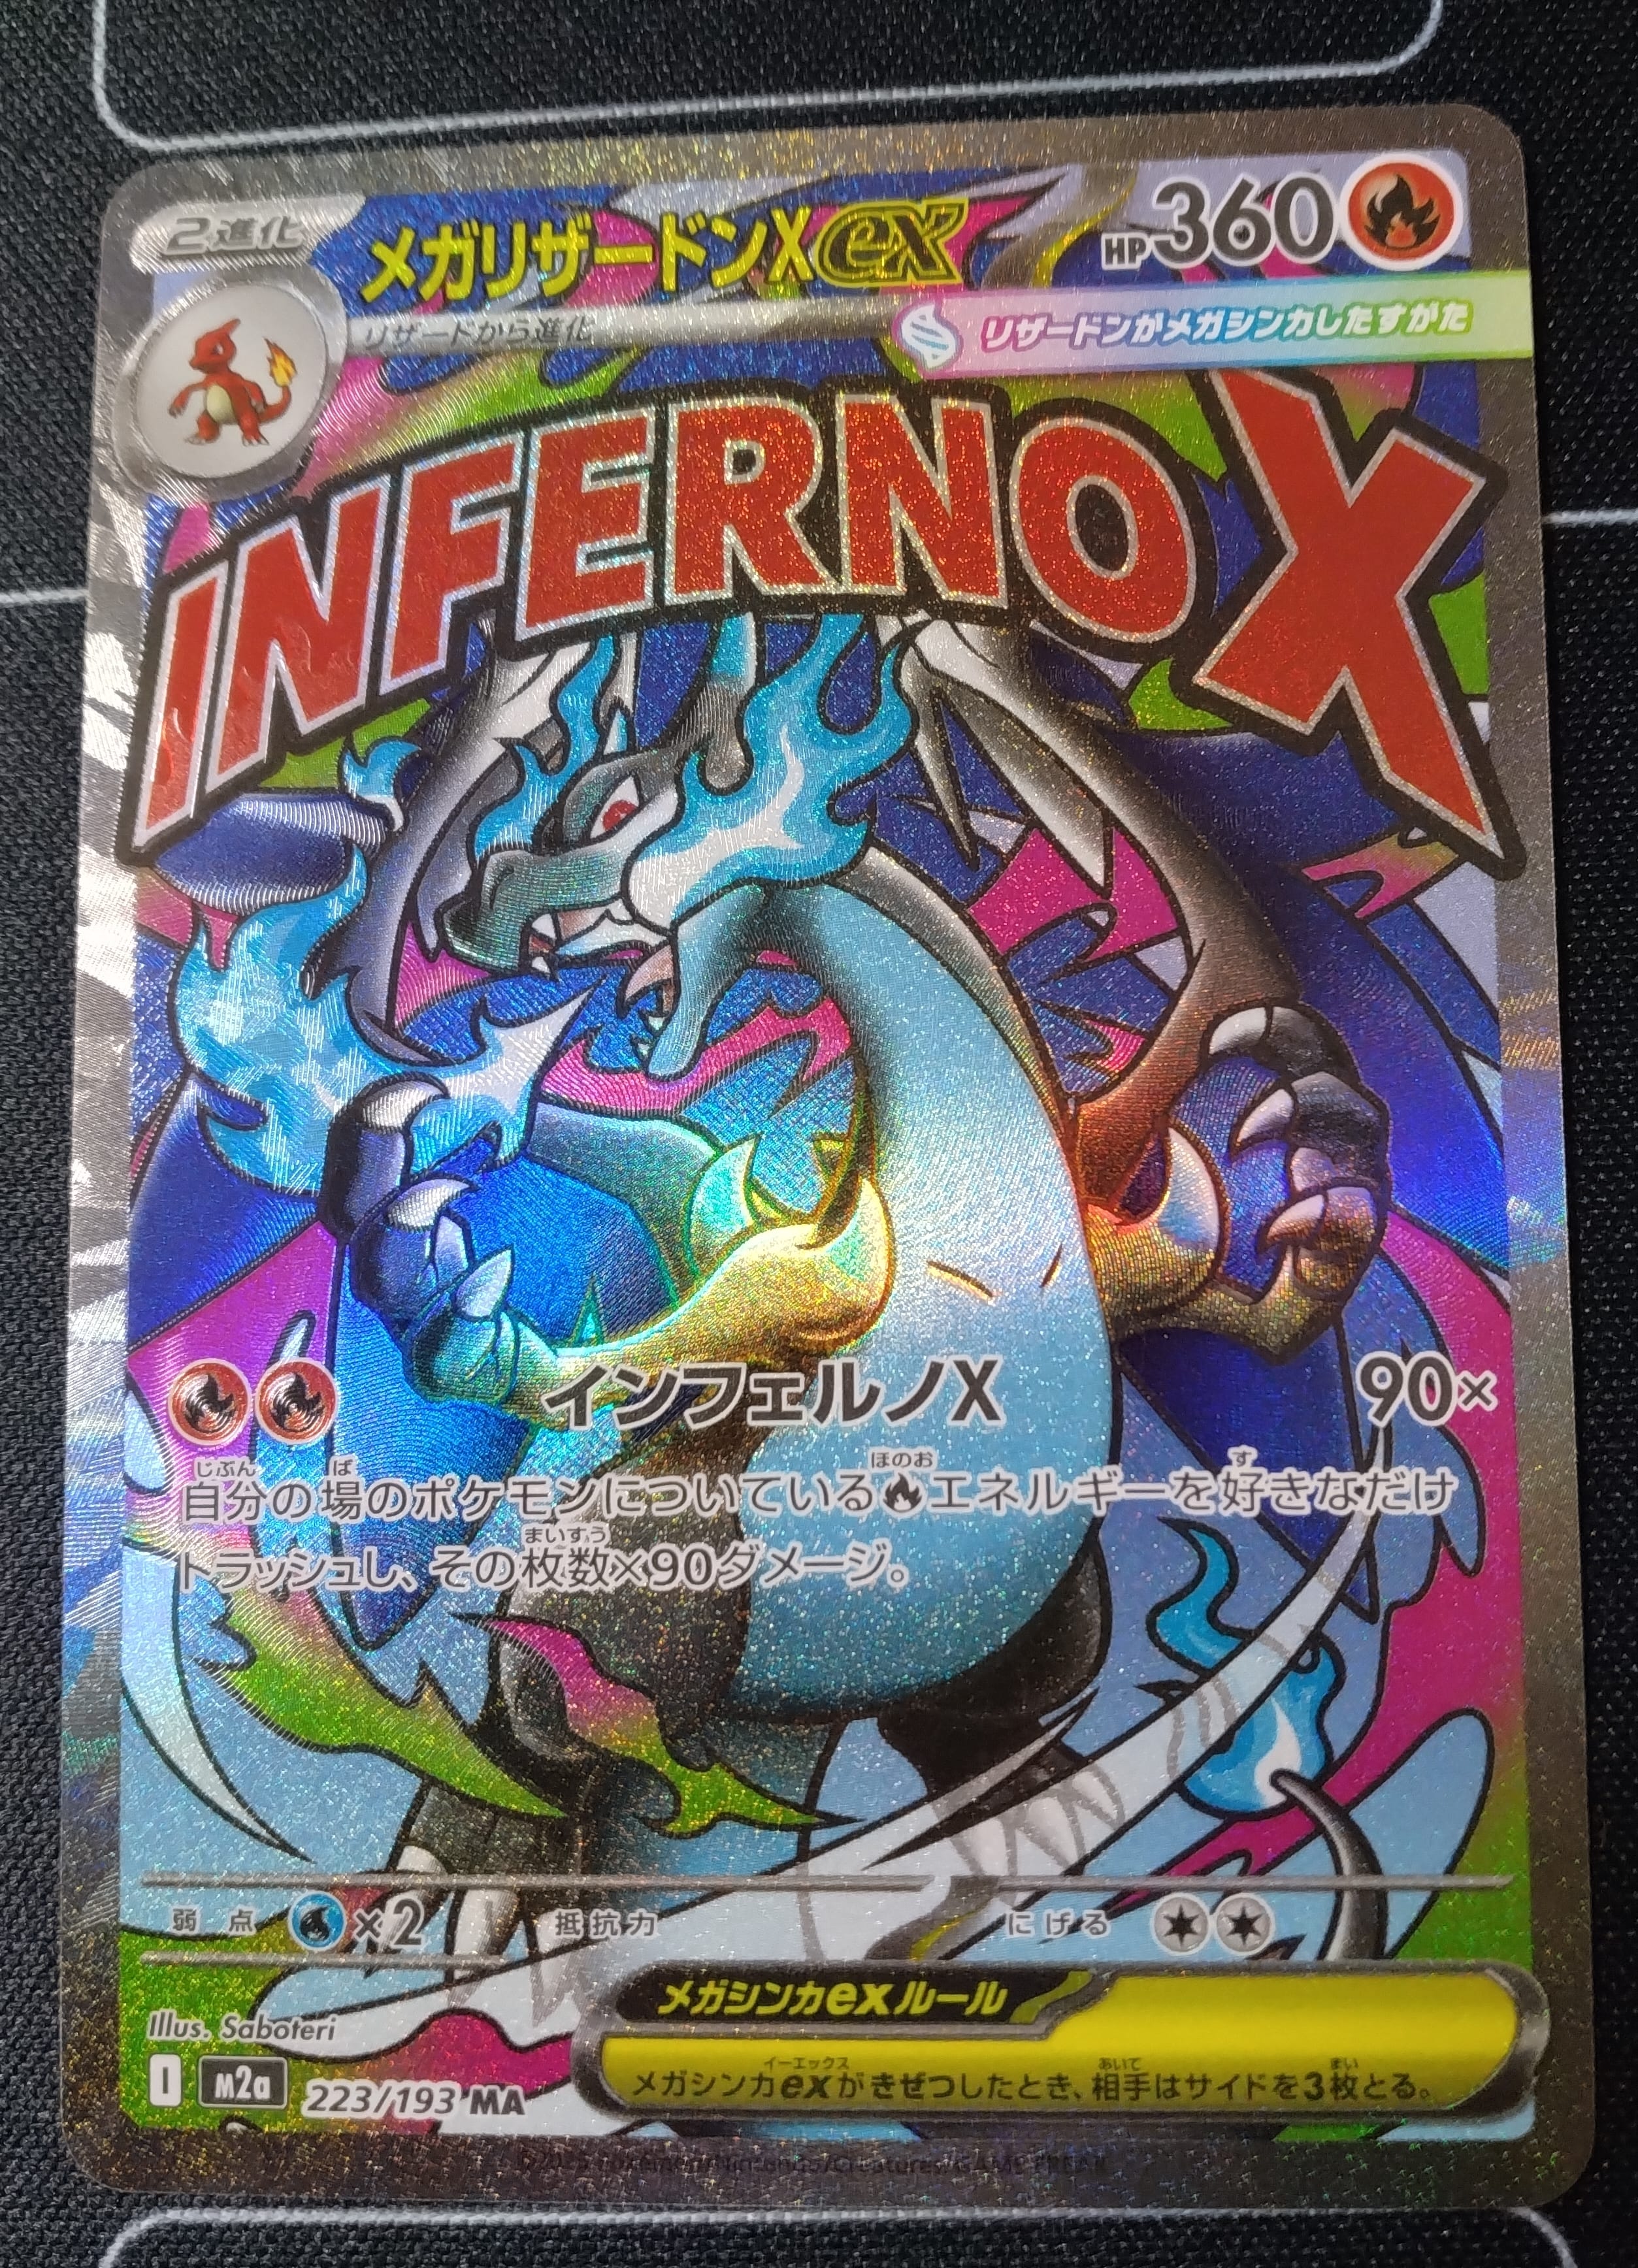 2進化
メガリザードンXex
HP360
リザードから進化
リザードンがメガシンカしたすがた
INFERNO X
インフェルノX 90×
じぶん ば ほのお す
自分の場のポケモンについているエネルギーを好きなだけ
まいすう
トラッシュし、その枚数×90ダメージ。
弱点 ×2 抵抗力 にげる
メガシンカexルール
イーエックス あいて まい
メガシンカexがきぜつしたとき、相手はサイドを3枚とる。
Illus. Saboteri
I m2a 223/193 MA
Pokémon/Nintendo/Creatures/GAME FREAK